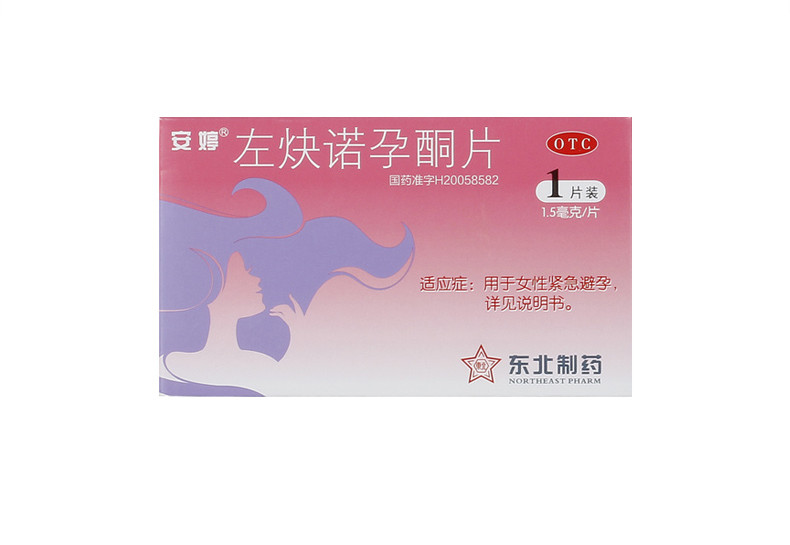 安婷® 左炔诺孕酮片
国药准字H20058582
OTC
1片装
1.5毫克/片
适应症：用于女性紧急避孕，
详见说明书。
东北制药
NORTHEAST PHARM